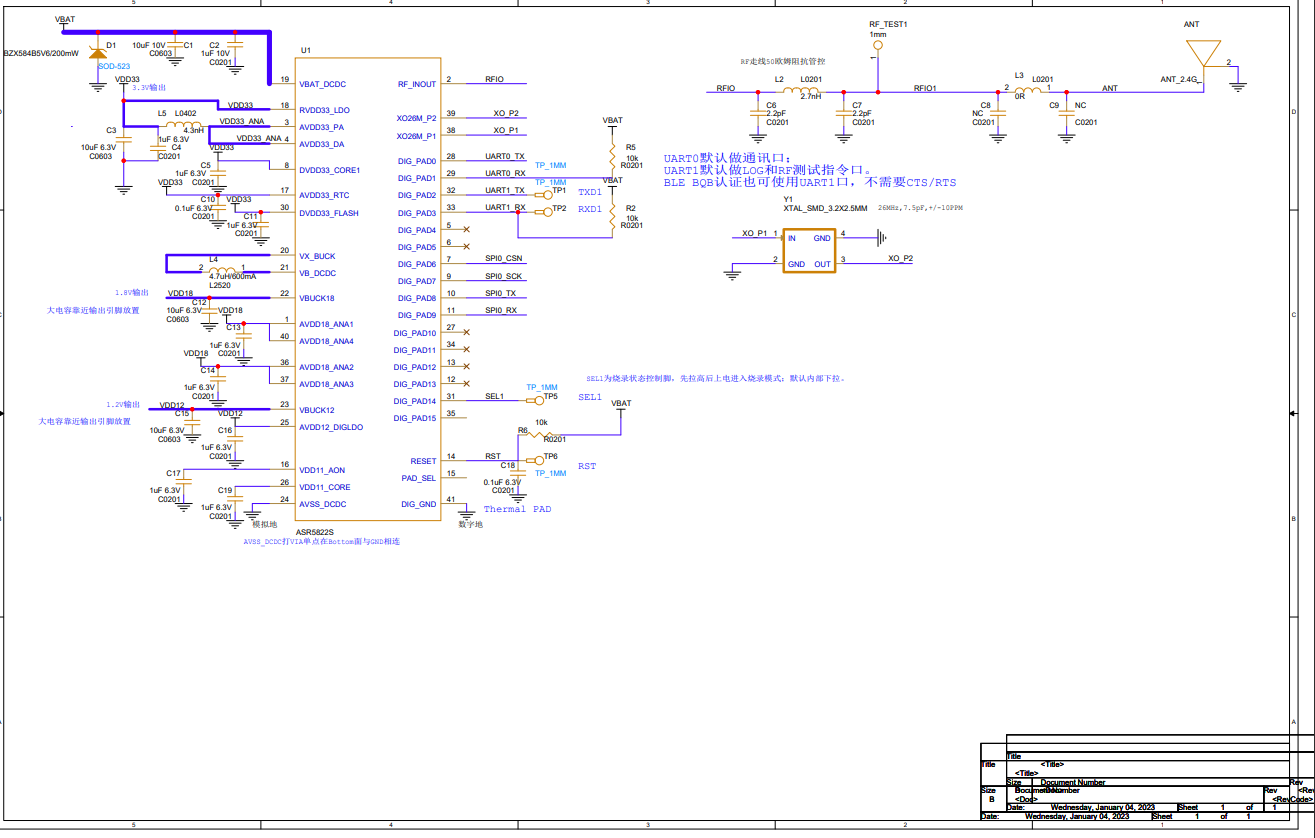 5
4
3
2
1
VBAT
BZX584B5V6/200mW
D1
SOD-523
10uF 10V
C1
C0603
C2
1uF 10V
C0201
VDD33
3.3V输出
VDD33
L5 L0402
4.3nH
VDD33_ANA
VDD33_ANA
C3
10uF 6.3V
C0603
1uF 6.3V
C4
C0201
VDD33
C5
1uF 6.3V
C0201
VDD33
C10
0.1uF 6.3V
C0201
VDD33
C11
1uF 6.3V
C0201
L4
2 1
4.7uH/600mA
L2520
1.8V输出
VDD18
大电容靠近输出引脚放置
C12
10uF 6.3V
C0603
VDD18
C13
1uF 6.3V
C0201
VDD18
C14
1uF 6.3V
C0201
1.2V输出
VDD12
大电容靠近输出引脚放置
C15
10uF 6.3V
C0603
VDD12
C16
1uF 6.3V
C0201
C17
1uF 6.3V
C0201
C19
1uF 6.3V
C0201
模拟地
U1
19 VBAT_DCDC
18 RVDD33_LDO
3 AVDD33_PA
4 AVDD33_DA
8 DVDD33_CORE1
17 AVDD33_RTC
30 DVDD33_FLASH
20 VX_BUCK
21 VB_DCDC
22 VBUCK18
1 AVDD18_ANA1
40 AVDD18_ANA4
36 AVDD18_ANA2
37 AVDD18_ANA3
23 VBUCK12
25 AVDD12_DIGLDO
16 VDD11_AON
26 VDD11_CORE
24 AVSS_DCDC
RF_INOUT 2 RFIO
XO26M_P2 39 XO_P2
XO26M_P1 38 XO_P1
DIG_PAD0 28 UART0_TX
DIG_PAD1 29 UART0_RX
DIG_PAD2 32 UART1_TX
DIG_PAD3 33 UART1_RX
DIG_PAD4 5
DIG_PAD5 6
DIG_PAD6 7 SPI0_CSN
DIG_PAD7 9 SPI0_SCK
DIG_PAD8 10 SPI0_TX
DIG_PAD9 11 SPI0_RX
DIG_PAD10 27
DIG_PAD11 34
DIG_PAD12 13
DIG_PAD13 12
DIG_PAD14 31 SEL1
DIG_PAD15 35
RESET 14 RST
PAD_SEL 15
DIG_GND 41
ASR5822S
AVSS_DCDC打VIA单点在Bottom面与GND相连
数字地
Thermal PAD
TP_1MM
TP_1MM
TP1 TXD1
TP2 RXD1
VBAT
R5
10k
R0201
VBAT
R2
10k
R0201
SEL1为烧录状态控制脚, 先拉高后上电进入烧录模式; 默认内部下拉。
TP_1MM
TP5 SEL1
VBAT
10k
R6
R0201
TP6 RST
TP_1MM
C18
0.1uF 6.3V
C0201
RF_TEST1
1mm
1
RF走线50欧姆阻抗管控
RFIO
L2 L0201
2.7nH
C6
2.2pF
C0201
C7
2.2pF
C0201
RFIO1
L3 L0201
2 1
0R
C8
NC
C0201
C9 NC
C0201
ANT
ANT
ANT_2.4G
1
2
UART0默认做通讯口;
UART1默认做LOG和RF测试指令口。
BLE BQB认证也可使用UART1口, 不需要CTS/RTS
Y1
XTAL_SMD_3.2X2.5MM
26MHz,7.5pF,+/-10PPM
XO_P1 1 IN GND 4
2 GND OUT 3 XO_P2
D
C
B
A
D
C
B
A
Title
Title <Title>
<Title>
Size Document Number Rev
Size Document Number Rev
B <Doc> <RevCode>
Date: Wednesday, January 04, 2023 Sheet 1 of 1
Date: Wednesday, January 04, 2023 Sheet 1 of 1
5
4
3
2
1